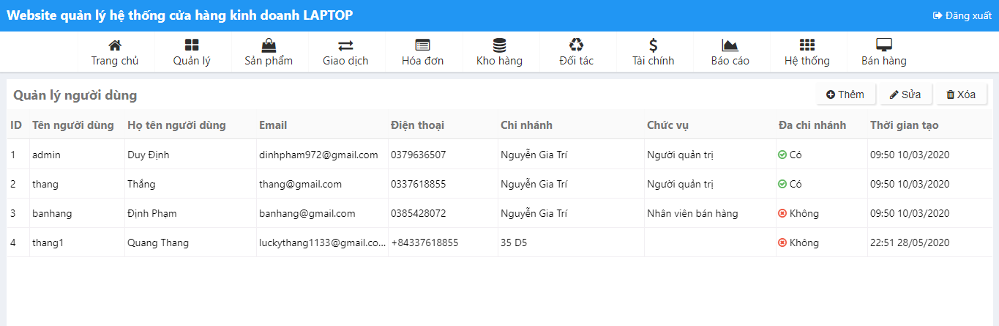 Website quản lý hệ thống cửa hàng kinh doanh LAPTOP Đăng xuất
Trang chủ Quản lý Sản phẩm Giao dịch Hóa đơn Kho hàng Đối tác Tài chính Báo cáo Hệ thống Bán hàng
Quản lý người dùng Thêm Sửa Xóa
ID Tên người dùng Họ tên người dùng Email Điện thoại Chi nhánh Chức vụ Đa chi nhánh Thời gian tạo
1 admin Duy Định dinhpham972@gmail.com 0379636507 Nguyễn Gia Trí Người quản trị Có 09:50 10/03/2020
2 thang Thắng thang@gmail.com 0337618855 Nguyễn Gia Trí Người quản trị Có 09:50 10/03/2020
3 banhang Định Phạm banhang@gmail.com 0385428072 Nguyễn Gia Trí Nhân viên bán hàng Không 09:50 10/03/2020
4 thang1 Quang Thang luckythang1133@gmail.co... +84337618855 35 D5 Không 22:51 28/05/2020